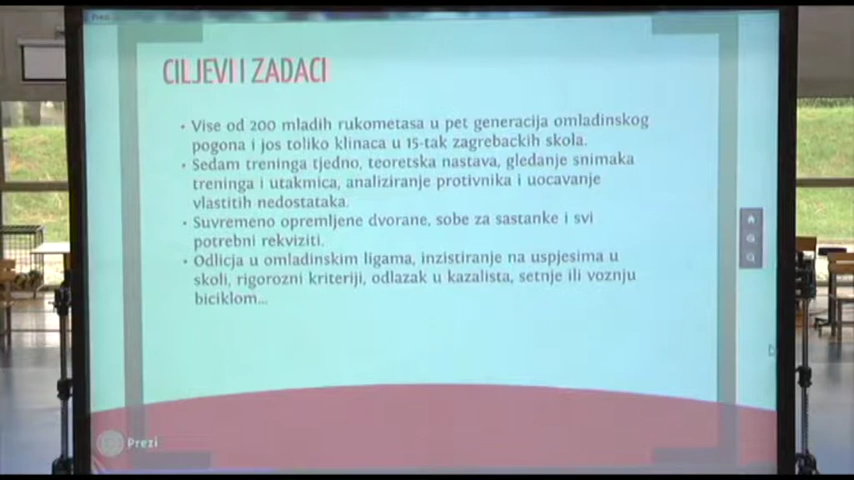 Prezi
CILJEVI I ZADACI
• Vise od 200 mladih rukometasa u pet generacija omladinskog
pogona i jos toliko klinaca u 15-tak zagrebackih skola.
• Sedam treninga tjedno, teoretska nastava, gledanje snimaka
treninga i utakmica, analiziranje protivnika i uocavanje
vlastitih nedostataka.
• Suvremeno opremljene dvorane, sobe za sastanke i svi
potrebni rekviziti.
• Odlicja u omladinskim ligama, inzistiranje na uspjesima u
skoli, rigorozni kriteriji, odlazak u kazalista, setnje ili voznju
biciklom...
Prezi